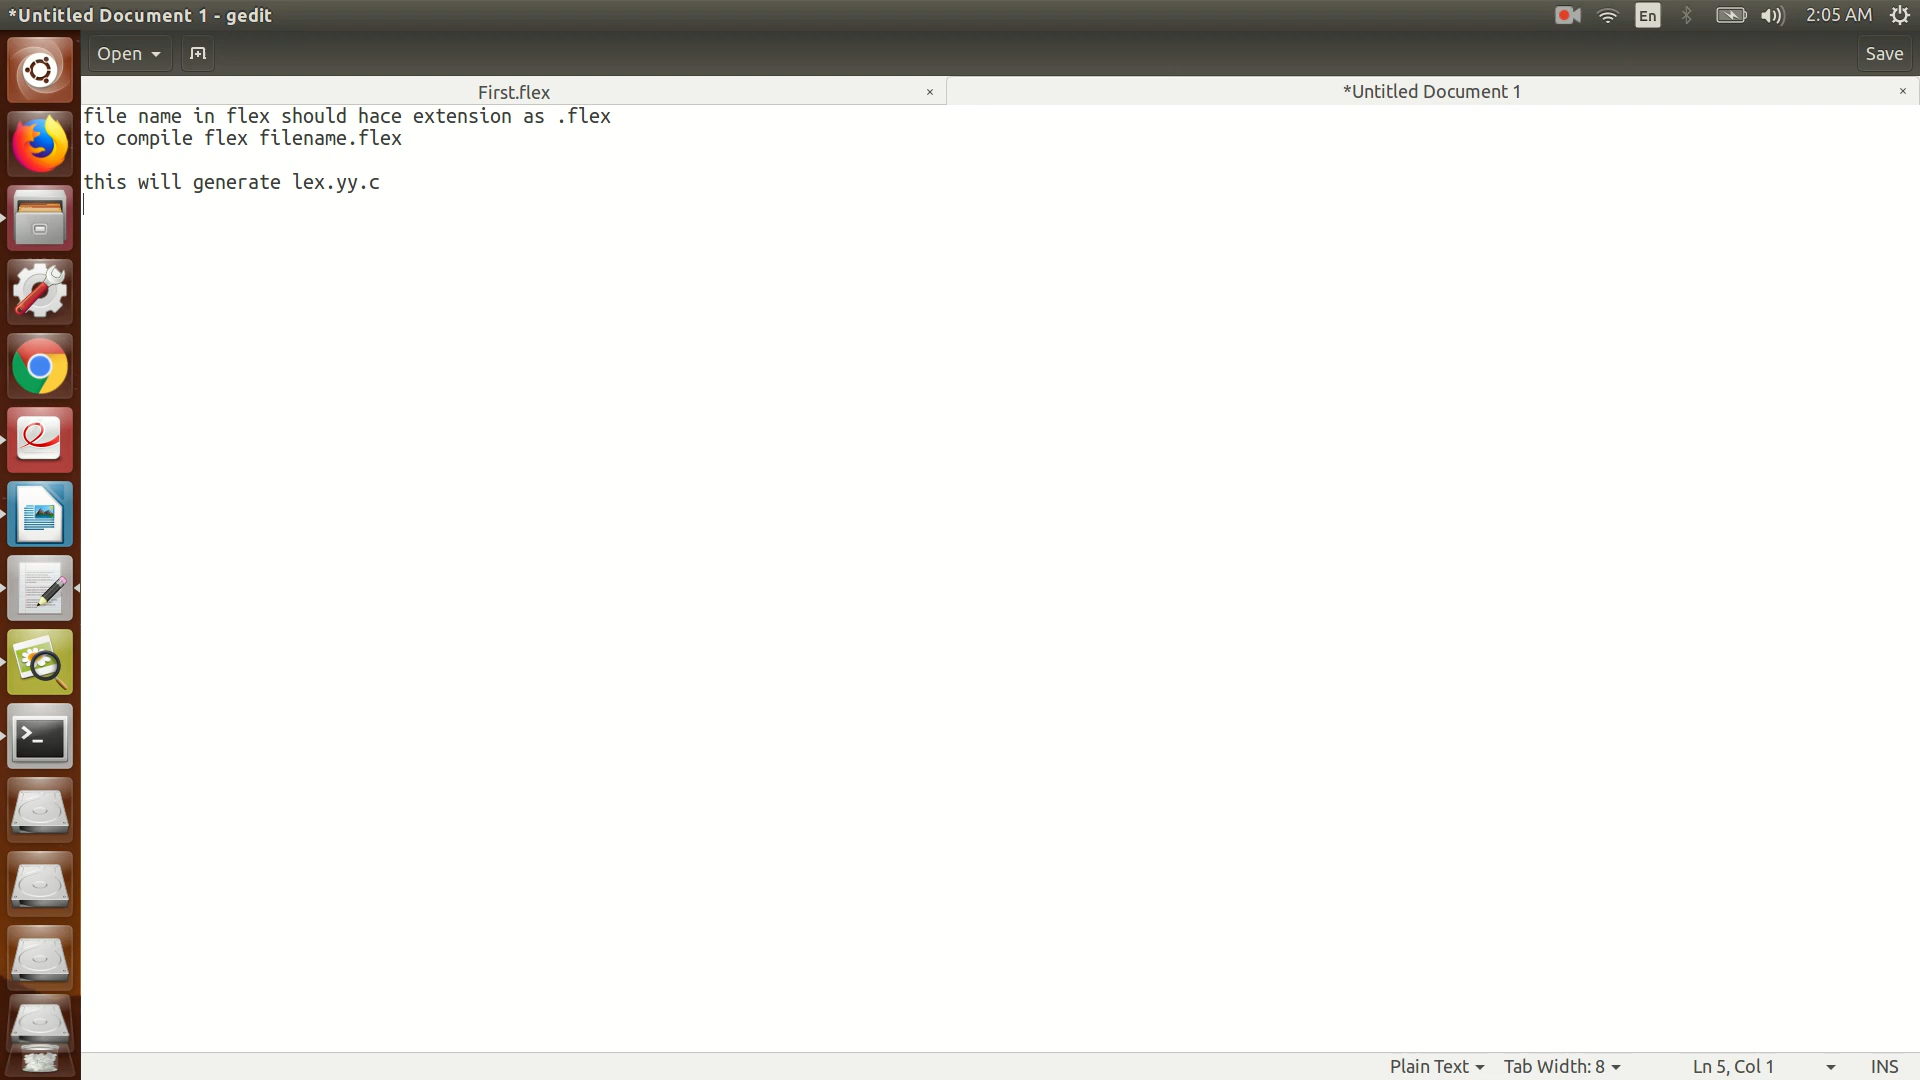 *Untitled Document 1 - gedit
En
2:05 AM
Open
Save
First.flex
*Untitled Document 1
file name in flex should hace extension as .flex
to compile flex filename.flex
this will generate lex.yy.c
Plain Text
Tab Width: 8
Ln 5, Col 1
INS